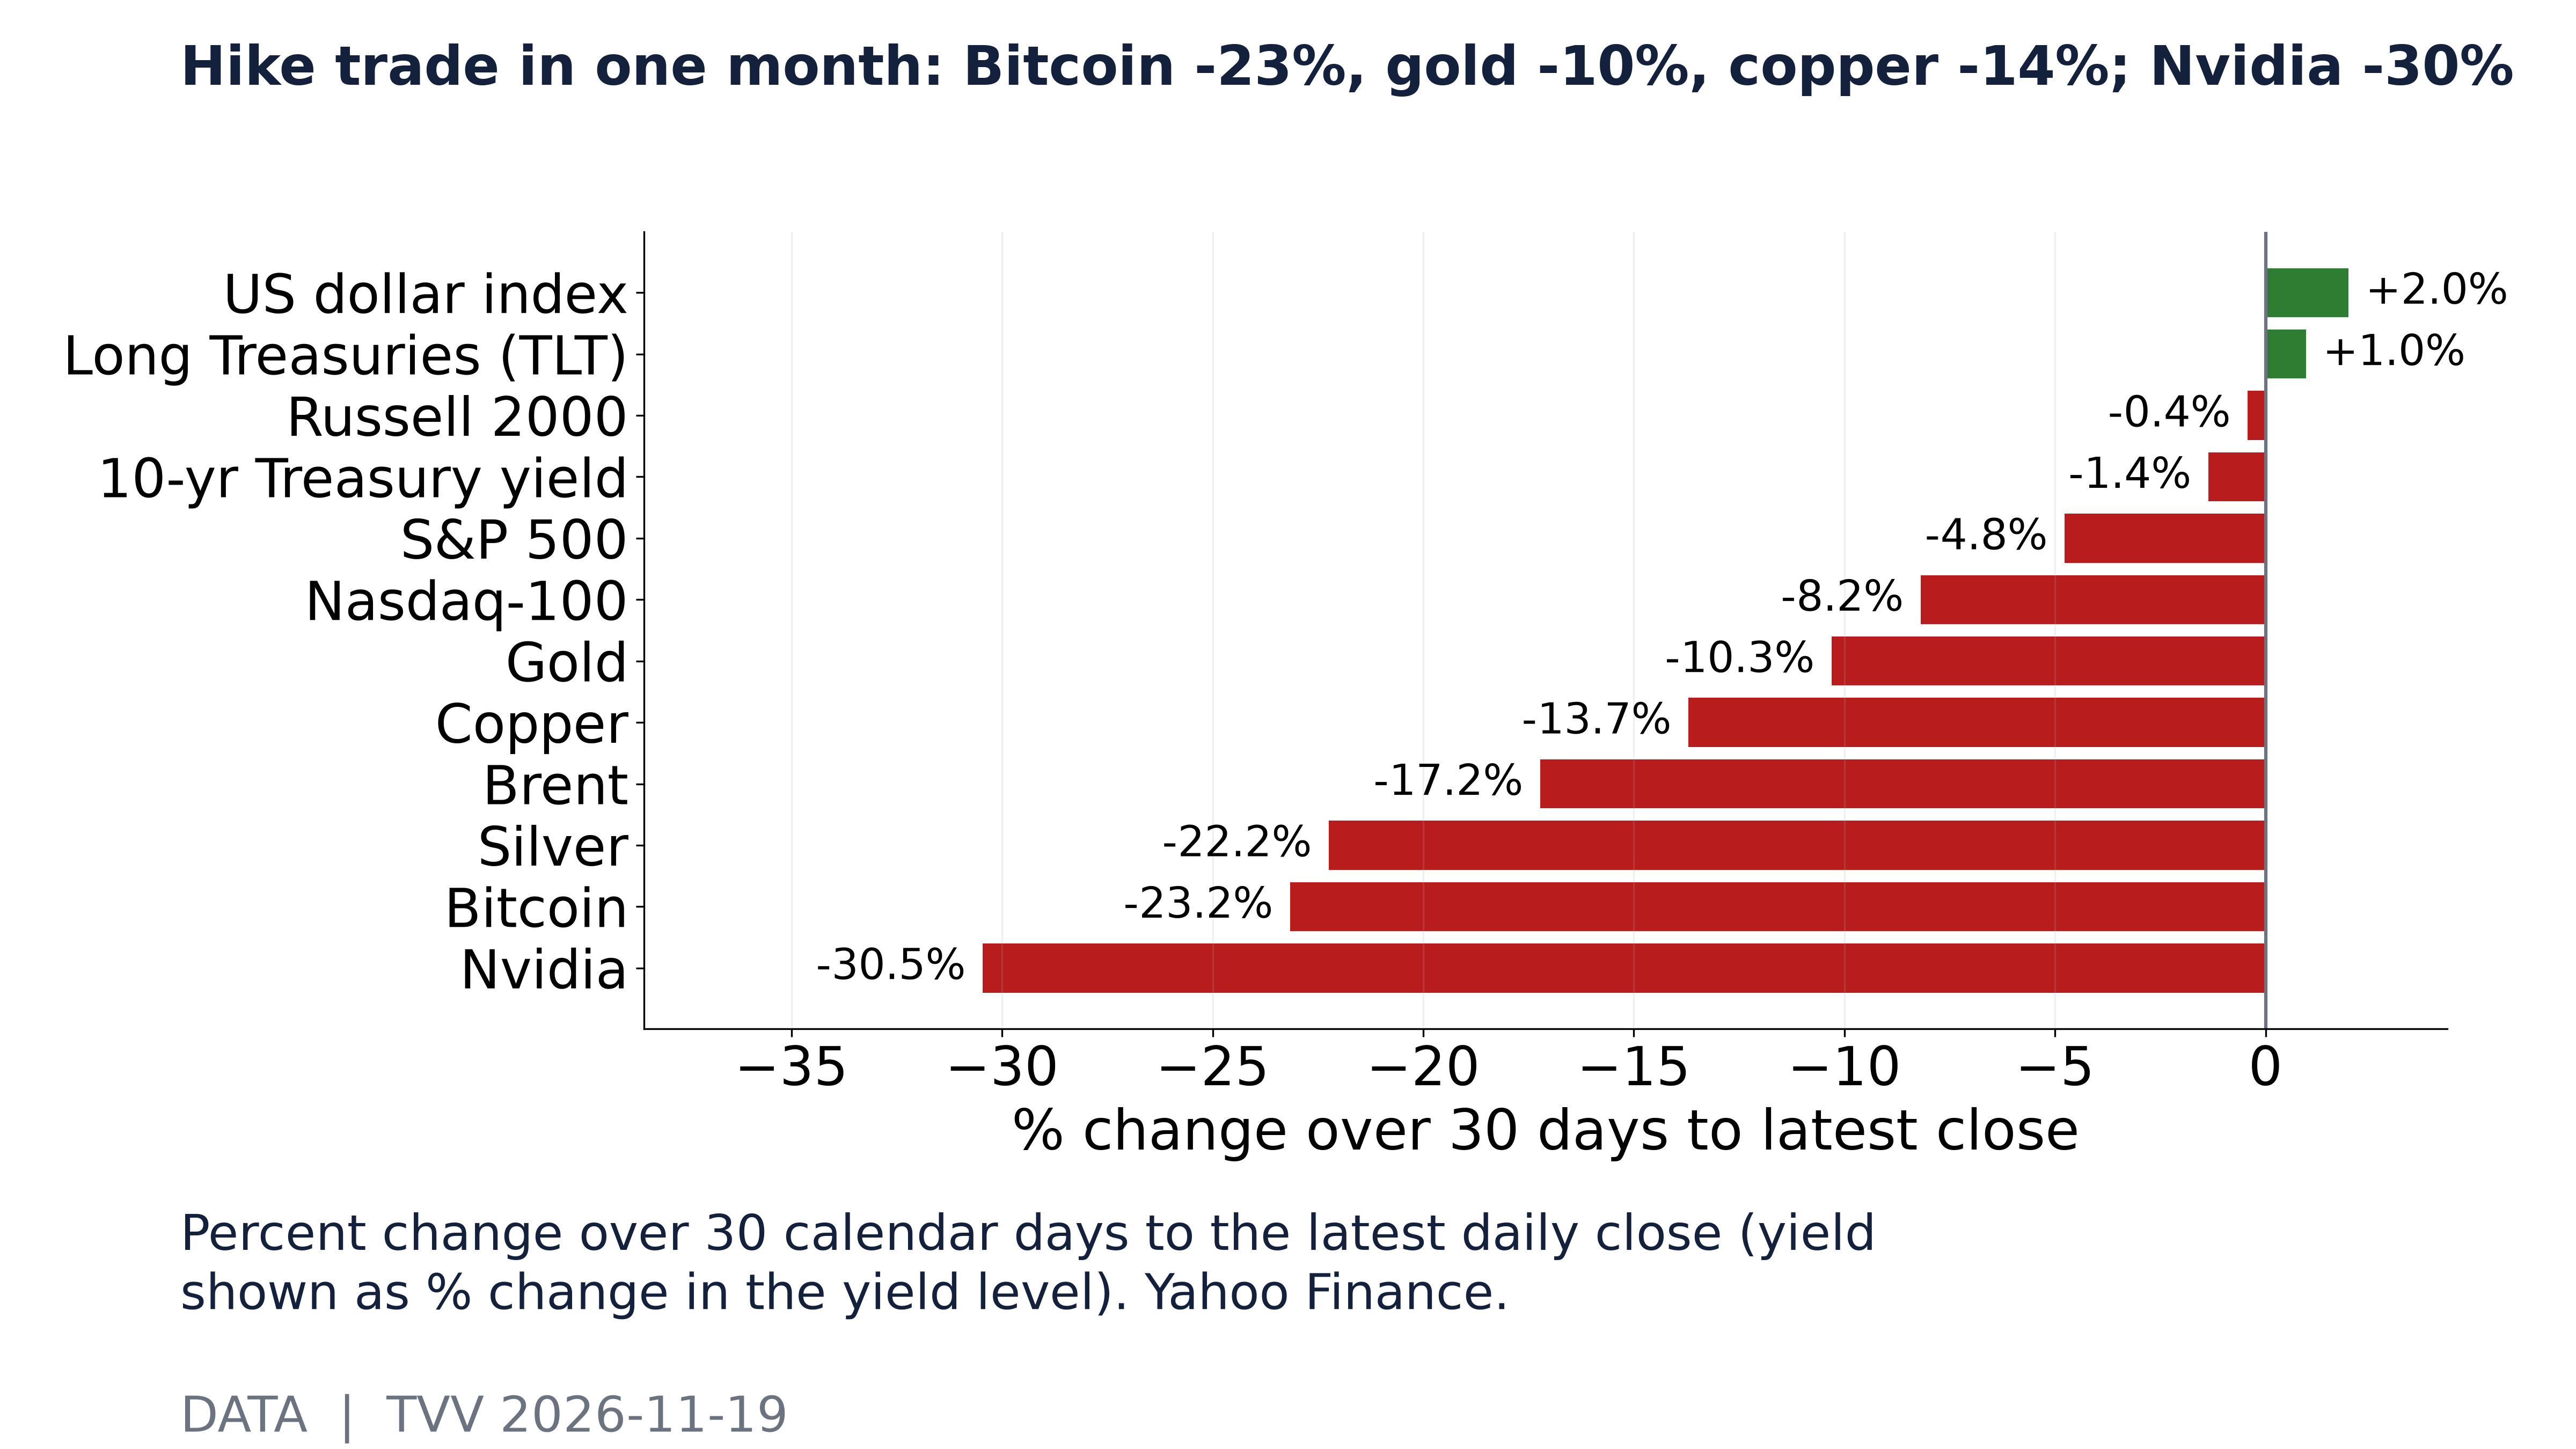 Hike trade in one month: Bitcoin -23%, gold -10%, copper -14%; Nvidia -30%
US dollar index +2.0%
Long Treasuries (TLT) +1.0%
Russell 2000 -0.4%
10-yr Treasury yield -1.4%
S&P 500 -4.8%
Nasdaq-100 -8.2%
Gold -10.3%
Copper -13.7%
Brent -17.2%
Silver -22.2%
Bitcoin -23.2%
Nvidia -30.5%
−35 −30 −25 −20 −15 −10 −5 0
% change over 30 days to latest close
Percent change over 30 calendar days to the latest daily close (yield
shown as % change in the yield level). Yahoo Finance.
DATA | TVV 2026-11-19